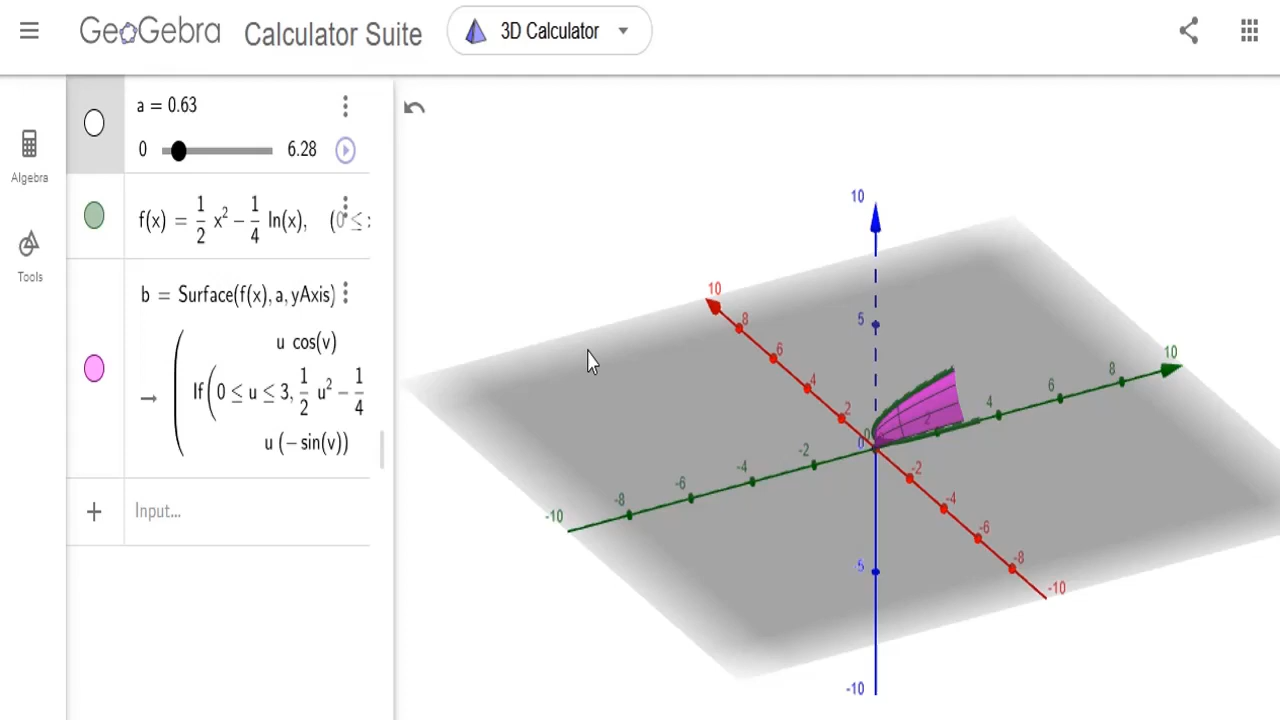 GeoGebra Calculator Suite 3D Calculator
Algebra
Tools
a = 0.63
0 6.28
f(x) = 1/2 x² − 1/4 ln(x), (0 ≤ x
b = Surface(f(x), a, yAxis)
→ ( u cos(v)
If(0 ≤ u ≤ 3, 1/2 u² − 1/4
u (− sin(v))
+ Input...
10
10
8
5
6
4
2
10
8
6
4
2
0
0
-2
-4
-6
-8
-10
-2
-4
-6
-8
-10
5
-10